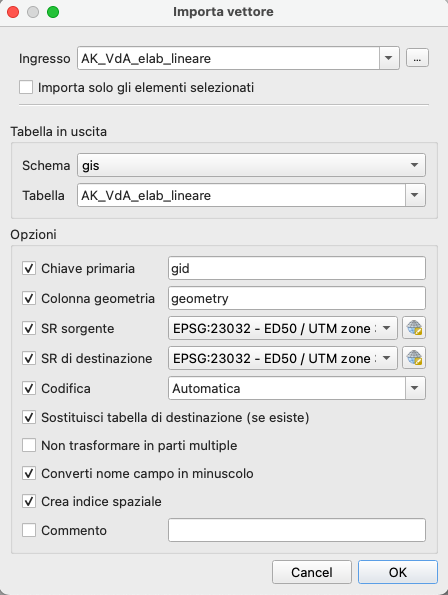 Importa vettore
Ingresso AK_VdA_elab_lineare ...
Importa solo gli elementi selezionati
Tabella in uscita
Schema gis
Tabella AK_VdA_elab_lineare
Opzioni
Chiave primaria gid
Colonna geometria geometry
SR sorgente EPSG:23032 - ED50 / UTM zone
SR di destinazione EPSG:23032 - ED50 / UTM zone
Codifica Automatica
Sostituisci tabella di destinazione (se esiste)
Non trasformare in parti multiple
Converti nome campo in minuscolo
Crea indice spaziale
Commento
Cancel OK